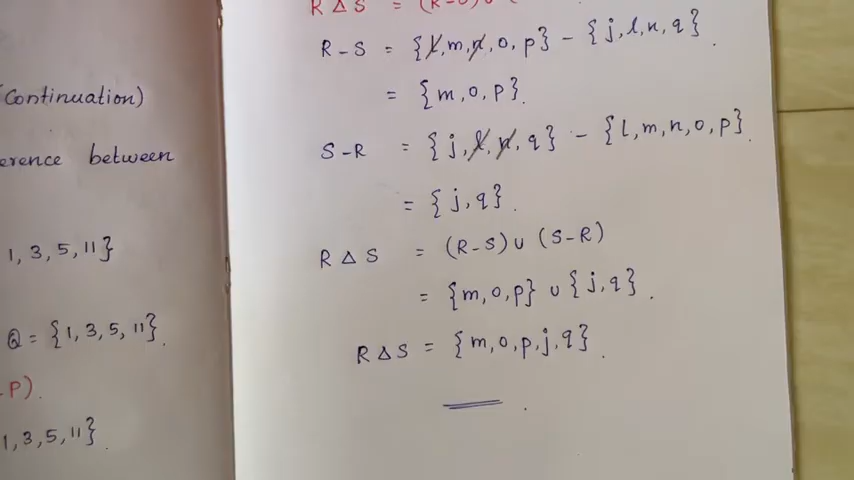 (Continuation)
erence between
1, 3, 5, 11}
Q = {1, 3, 5, 11}.
-P).
1, 3, 5, 11}.
R Δ S = (R-S) ∪ (
R-S = {l, m, n, o, p} - {j, l, n, q}.
= {m, o, p}.
S-R = {j, l, n, q} - {l, m, n, o, p}.
= {j, q}.
R Δ S = (R-S) ∪ (S-R)
= {m, o, p} ∪ {j, q}.
R Δ S = {m, o, p, j, q}.